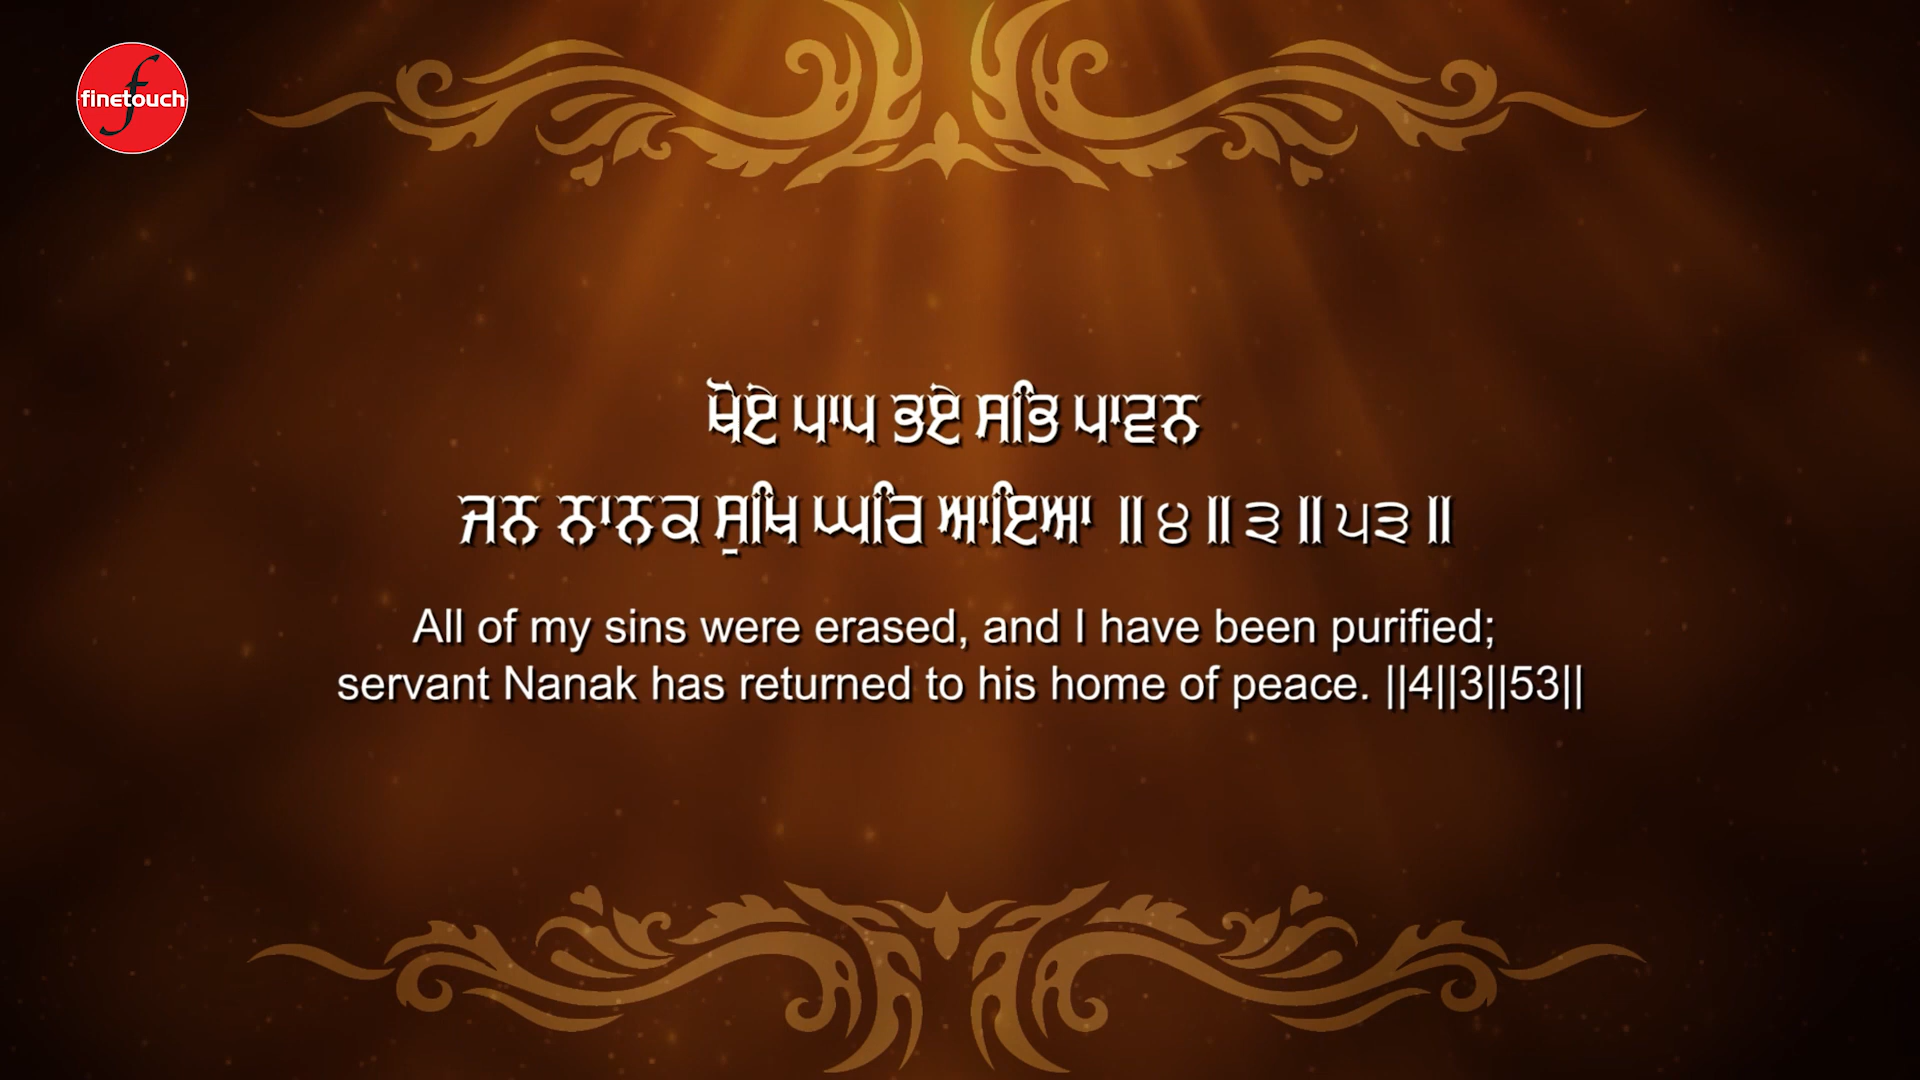 finetouch
ਖੋਏ ਪਾਪ ਭਏ ਸਭਿ ਪਾਵਨ
ਜਨ ਨਾਨਕ ਸੁਖਿ ਘਰਿ ਆਇਆ ॥੪॥੩॥੫੩॥
All of my sins were erased, and I have been purified;
servant Nanak has returned to his home of peace. ||4||3||53||